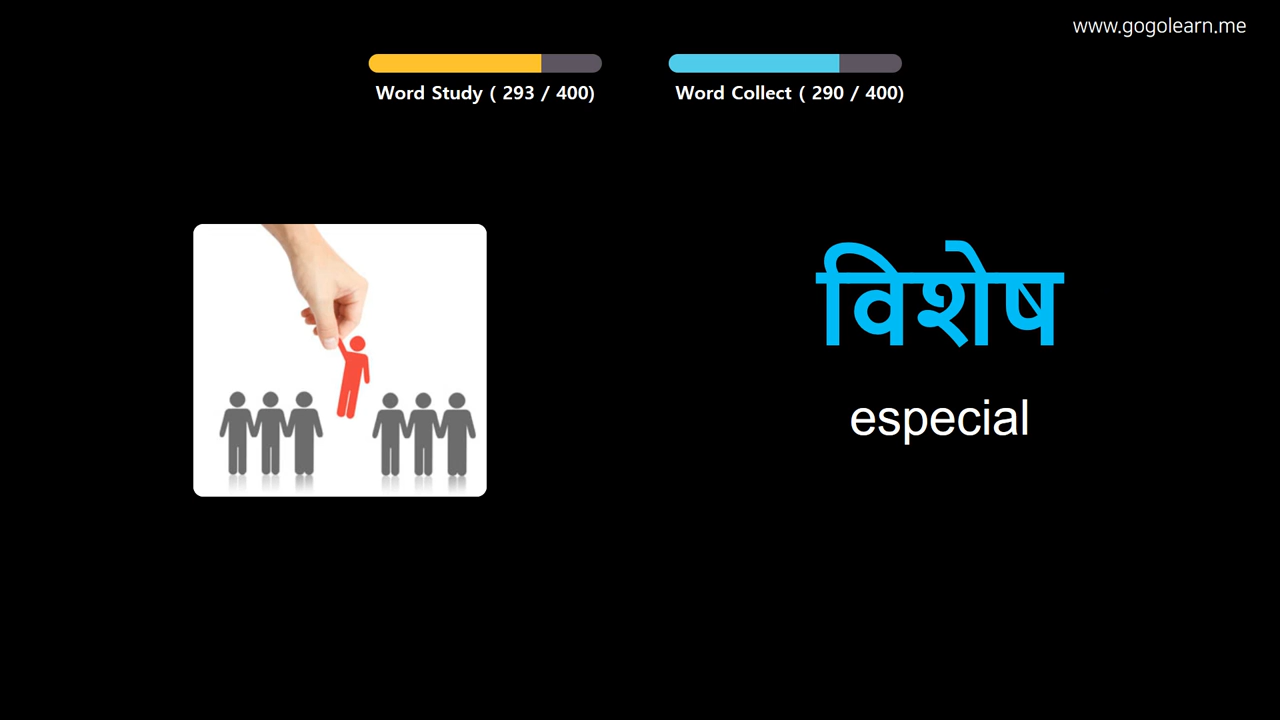 www.gogolearn.me
Word Study ( 293 / 400)
Word Collect ( 290 / 400)
विशेष
especial